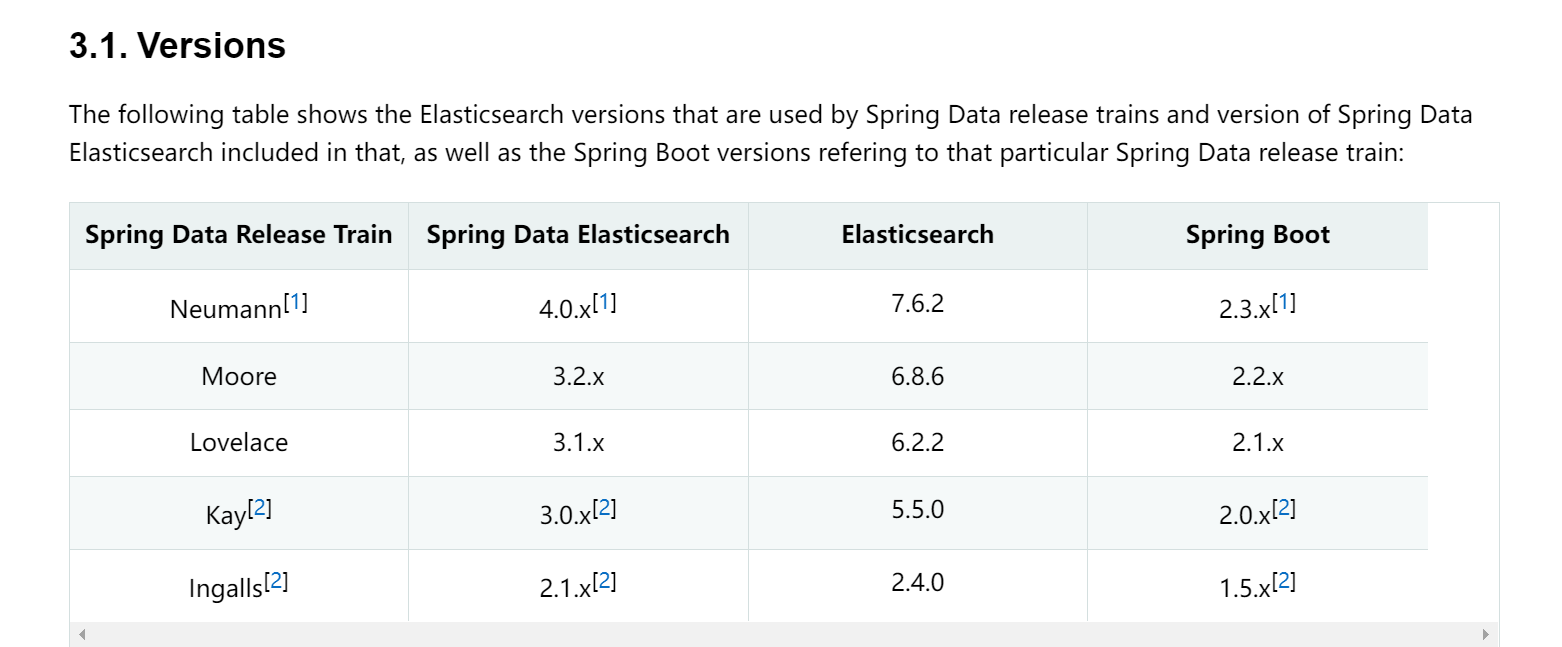 3.1. Versions
The following table shows the Elasticsearch versions that are used by Spring Data release trains and version of Spring Data
Elasticsearch included in that, as well as the Spring Boot versions refering to that particular Spring Data release train:
Spring Data Release Train Spring Data Elasticsearch Elasticsearch Spring Boot
Neumann[1] 4.0.x[1] 7.6.2 2.3.x[1]
Moore 3.2.x 6.8.6 2.2.x
Lovelace 3.1.x 6.2.2 2.1.x
Kay[2] 3.0.x[2] 5.5.0 2.0.x[2]
Ingalls[2] 2.1.x[2] 2.4.0 1.5.x[2]